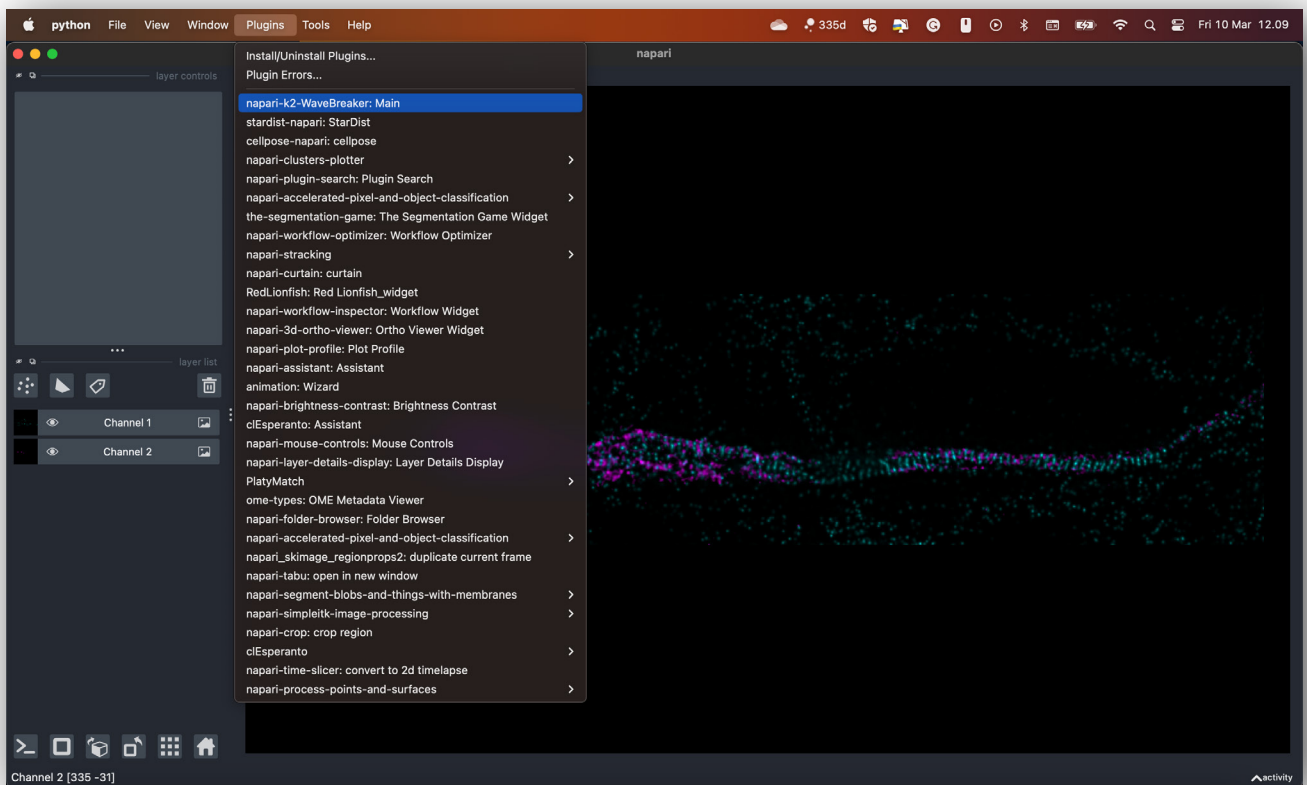 python File View Window Plugins Tools Help 335d Fri 10 Mar 12.09
napari
layer controls
Install/Uninstall Plugins...
Plugin Errors...
napari-k2-WaveBreaker: Main
stardist-napari: StarDist
cellpose-napari: cellpose
napari-clusters-plotter
napari-plugin-search: Plugin Search
napari-accelerated-pixel-and-object-classification
the-segmentation-game: The Segmentation Game Widget
napari-workflow-optimizer: Workflow Optimizer
napari-stracking
napari-curtain: curtain
RedLionfish: Red Lionfish_widget
napari-workflow-inspector: Workflow Widget
napari-3d-ortho-viewer: Ortho Viewer Widget
napari-plot-profile: Plot Profile
napari-assistant: Assistant
animation: Wizard
napari-brightness-contrast: Brightness Contrast
clEsperanto: Assistant
napari-mouse-controls: Mouse Controls
napari-layer-details-display: Layer Details Display
PlatyMatch
ome-types: OME Metadata Viewer
napari-folder-browser: Folder Browser
napari-accelerated-pixel-and-object-classification
napari_skimage_regionprops2: duplicate current frame
napari-tabu: open in new window
napari-segment-blobs-and-things-with-membranes
napari-simpleitk-image-processing
napari-crop: crop region
clEsperanto
napari-time-slicer: convert to 2d timelapse
napari-process-points-and-surfaces
layer list
Channel 1
Channel 2
Channel 2 [335 -31]
activity